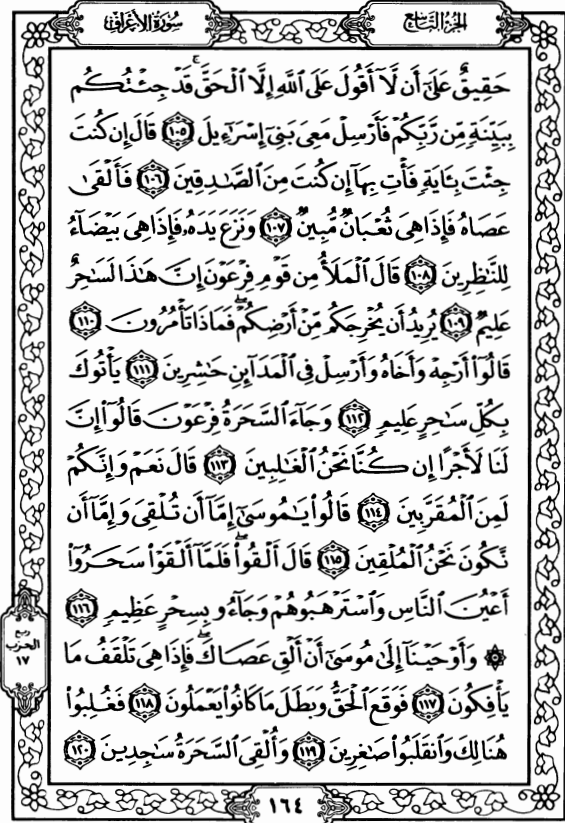 الجزء التاسع
سورة الأعراف
حَقِيقٌ عَلَىٰٓ أَن لَّآ أَقُولَ عَلَى ٱللَّهِ إِلَّا ٱلْحَقَّ ۚ قَدْ جِئْتُكُم
بِبَيِّنَةٍ مِّن رَّبِّكُمْ فَأَرْسِلْ مَعِىَ بَنِىٓ إِسْرَٰٓءِيلَ ١٠٥ قَالَ إِن كُنتَ
جِئْتَ بِـَٔايَةٍ فَأْتِ بِهَآ إِن كُنتَ مِنَ ٱلصَّـٰدِقِينَ ١٠٦ فَأَلْقَىٰ
عَصَاهُ فَإِذَا هِىَ ثُعْبَانٌ مُّبِينٌ ١٠٧ وَنَزَعَ يَدَهُۥ فَإِذَا هِىَ بَيْضَآءُ
لِلنَّـٰظِرِينَ ١٠٨ قَالَ ٱلْمَلَأُ مِن قَوْمِ فِرْعَوْنَ إِنَّ هَـٰذَا لَسَـٰحِرٌ
عَلِيمٌ ١٠٩ يُرِيدُ أَن يُخْرِجَكُم مِّنْ أَرْضِكُمْ ۖ فَمَاذَا تَأْمُرُونَ ١١٠
قَالُوٓا۟ أَرْجِهْ وَأَخَاهُ وَأَرْسِلْ فِى ٱلْمَدَآئِنِ حَـٰشِرِينَ ١١١ يَأْتُوكَ
بِكُلِّ سَـٰحِرٍ عَلِيمٍ ١١٢ وَجَآءَ ٱلسَّحَرَةُ فِرْعَوْنَ قَالُوٓا۟ إِنَّ
لَنَا لَأَجْرًا إِن كُنَّا نَحْنُ ٱلْغَـٰلِبِينَ ١١٣ قَالَ نَعَمْ وَإِنَّكُمْ
لَمِنَ ٱلْمُقَرَّبِينَ ١١٤ قَالُوا۟ يَـٰمُوسَىٰٓ إِمَّآ أَن تُلْقِىَ وَإِمَّآ أَن
نَّكُونَ نَحْنُ ٱلْمُلْقِينَ ١١٥ قَالَ أَلْقُوا۟ ۖ فَلَمَّآ أَلْقَوْا۟ سَحَرُوٓا۟
أَعْيُنَ ٱلنَّاسِ وَٱسْتَرْهَبُوهُمْ وَجَآءُو بِسِحْرٍ عَظِيمٍ ١١٦
۞ وَأَوْحَيْنَآ إِلَىٰ مُوسَىٰٓ أَنْ أَلْقِ عَصَاكَ ۖ فَإِذَا هِىَ تَلْقَفُ مَا
يَأْفِكُونَ ١١٧ فَوَقَعَ ٱلْحَقُّ وَبَطَلَ مَا كَانُوا۟ يَعْمَلُونَ ١١٨ فَغُلِبُوا۟
هُنَالِكَ وَٱنقَلَبُوا۟ صَـٰغِرِينَ ١١٩ وَأُلْقِىَ ٱلسَّحَرَةُ سَـٰجِدِينَ ١٢٠
ربع
الحزب
١٧
١٦٤